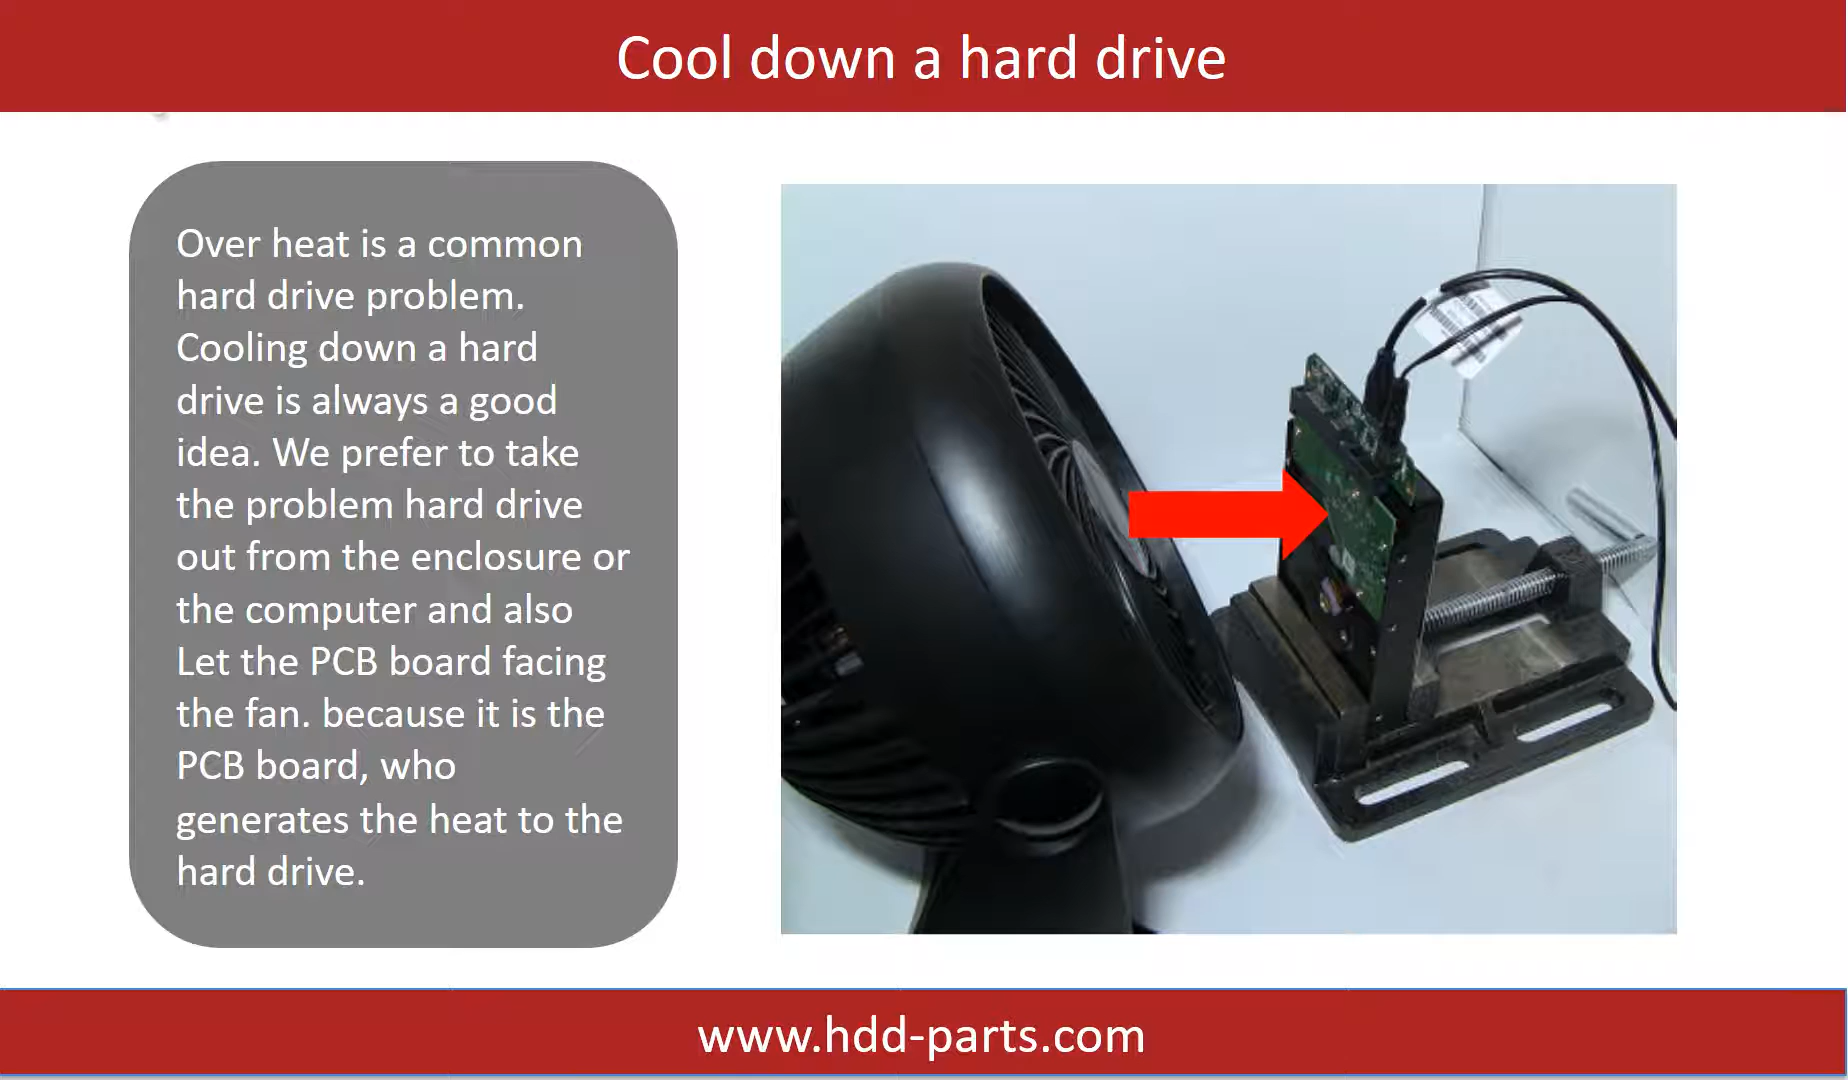 Cool down a hard drive
Over heat is a common
hard drive problem.
Cooling down a hard
drive is always a good
idea. We prefer to take
the problem hard drive
out from the enclosure or
the computer and also
Let the PCB board facing
the fan. because it is the
PCB board, who
generates the heat to the
hard drive.
www.hdd-parts.com